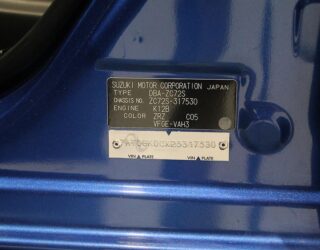 SUZUKI MOTOR CORPORATION JAPAN
TYPE DBA-ZC72S
CHASSIS NO. ZC72S-317530
ENGINE K12B
COLOR ZRZ C05
VFGE-VAH3
VIN▲PLATE VIN▲PLATE